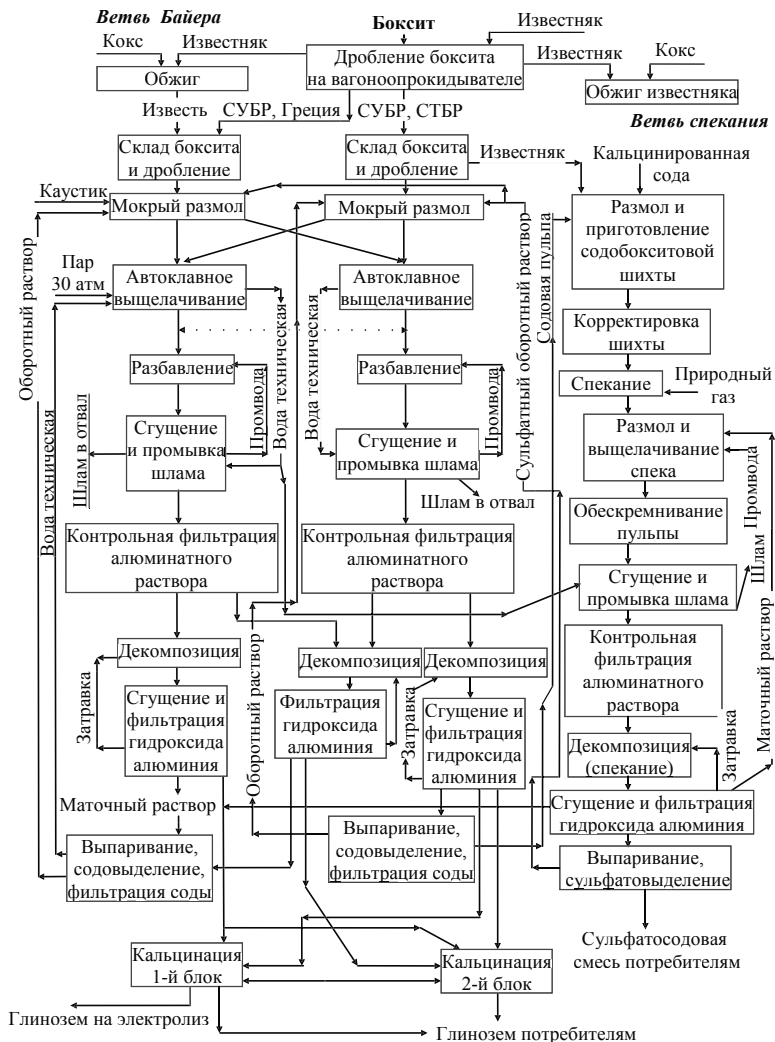 Ветвь Байера
Боксит
Кокс
Известняк
Известняк
Дробление боксита
на вагоноопрокидывателе
Известняк
Кокс
Обжиг
Обжиг известняка
Известь
СУБР, Греция
СУБР, СТБР
Ветвь спекания
Склад боксита
и дробление
Склад боксита
и дробление
Известняк
Кальцинированная
сода
Каустик
Мокрый размол
Мокрый размол
Размол и
приготовление
содобокситовой
шихты
Оборотный раствор
Пар
30 атм
Автоклавное
выщелачивание
Автоклавное
выщелачивание
Вода техническая
Вода техническая
Сульфатный оборотный раствор
Содовая пульпа
Корректировка
шихты
Разбавление
Разбавление
Промвода
Промвода
Спекание
Природный
газ
Сгущение
и промывка
шлама
Сгущение и
промывка шлама
Размол и
выщелачивание
спека
Шлам в отвал
Шлам в отвал
Вода техническая
Промвода
Обескремнивание
пульпы
Шлам
Маточный раствор
Контрольная фильтрация
алюминатного
раствора
Контрольная фильтрация
алюминатного
раствора
Сгущение и
промывка шлама
Контрольная
фильтрация
алюминатного
раствора
Декомпозиция
Декомпозиция
Декомпозиция
Затравка
Сгущение и
фильтрация
гидроксида
алюминия
Оборотный раствор
Фильтрация
гидроксида
алюминия
Затравка
Сгущение и
фильтрация
гидроксида
алюминия
Декомпозиция
(спекание)
Затравка
Маточный раствор
Сгущение и фильтрация
гидроксида алюминия
Выпаривание,
содовыделение,
фильтрация соды
Выпаривание,
содовыделение,
фильтрация соды
Выпаривание,
сульфатовыделение
Сульфатосодовая
смесь потребителям
Кальцинация
1-й блок
Кальцинация
2-й блок
Глинозем на электролиз
Глинозем потребителям